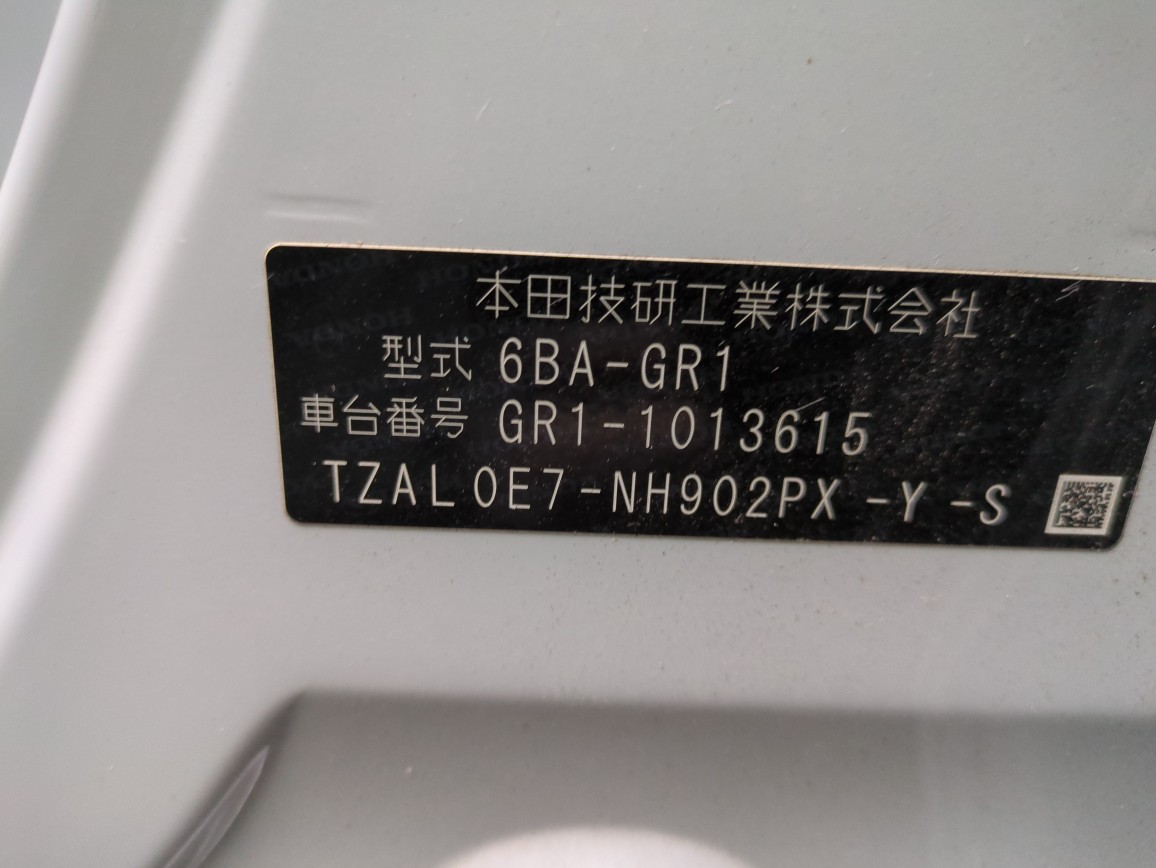 本田技研工業株式会社
型式 6BA-GR1
車台番号 GR1-1013615
TZAL0E7-NH902PX -Y -S